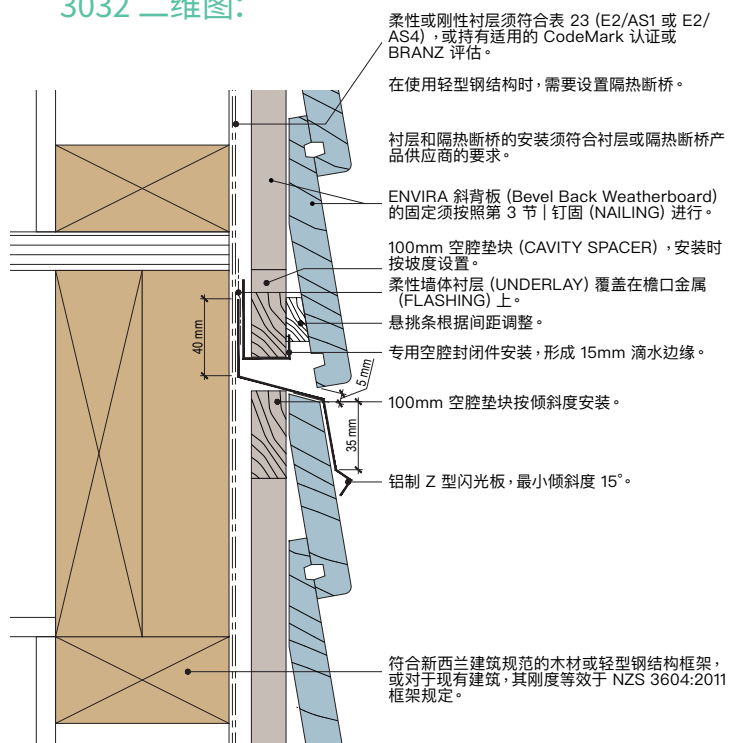 3032 二维图：
柔性或刚性衬层须符合表 23 (E2/AS1 或 E2/
AS4)，或持有适用的 CodeMark 认证或
BRANZ 评估。
在使用轻型钢结构时，需要设置隔热断桥。
衬层和隔热断桥的安装须符合衬层或隔热断桥产
品供应商的要求。
ENVIRA 斜背板 (Bevel Back Weatherboard)
的固定须按照第 3 节 | 钉固 (NAILING) 进行。
100mm 空腔垫块 (CAVITY SPACER)，安装时
按坡度设置。
柔性墙体衬层 (UNDERLAY) 覆盖在檐口金属
(FLASHING) 上。
悬挑条根据间距调整。
专用空腔封闭件安装，形成 15mm 滴水边缘。
100mm 空腔垫块按倾斜度安装。
铝制 Z 型闪光板，最小倾斜度 15°。
符合新西兰建筑规范的木材或轻型钢结构框架，
或对于现有建筑，其刚度等效于 NZS 3604:2011
框架规定。
40 mm
5 mm
35 mm